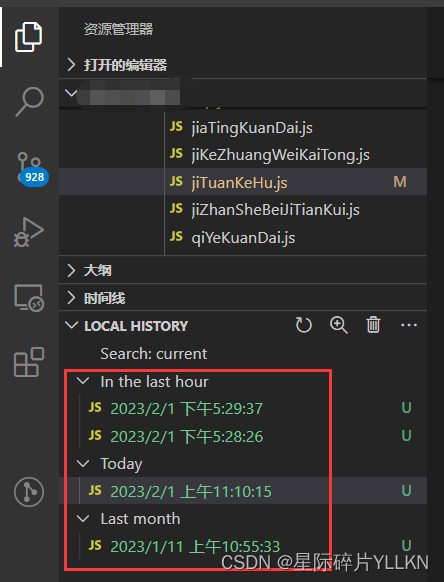 资源管理器
打开的编辑器
JS jiaTingKuanDai.js
JS jiKeZhuangWeiKaiTong.js
JS jiTuanKeHu.js M
JS jiZhanSheBeiJiTianKui.js
JS qiYeKuanDai.js
928
大纲
时间线
LOCAL HISTORY
Search: current
In the last hour
JS 2023/2/1 下午5:29:37 U
JS 2023/2/1 下午5:28:26 U
Today
JS 2023/2/1 上午11:10:15 U
Last month
JS 2023/1/11 上午10:55:33 U
CSDN @星际碎片YLLKN